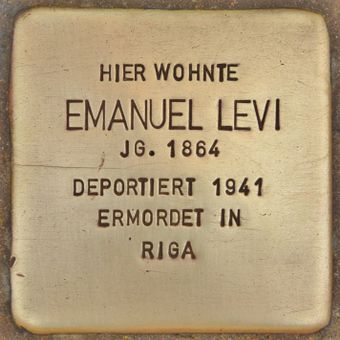 HIER WOHNTE
EMANUEL LEVI
JG. 1864
DEPORTIERT 1941
ERMORDET IN
RIGA